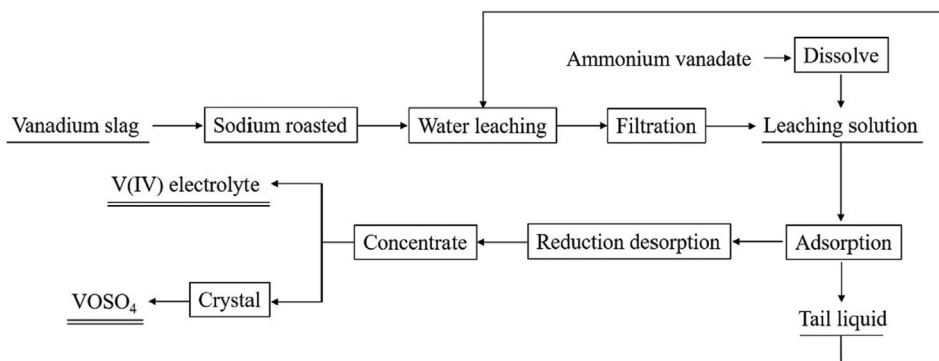 Ammonium vanadate
Dissolve
Vanadium slag
Sodium roasted
Water leaching
Filtration
Leaching solution
V(IV) electrolyte
Concentrate
Reduction desorption
Adsorption
VOSO₄
Crystal
Tail liquid